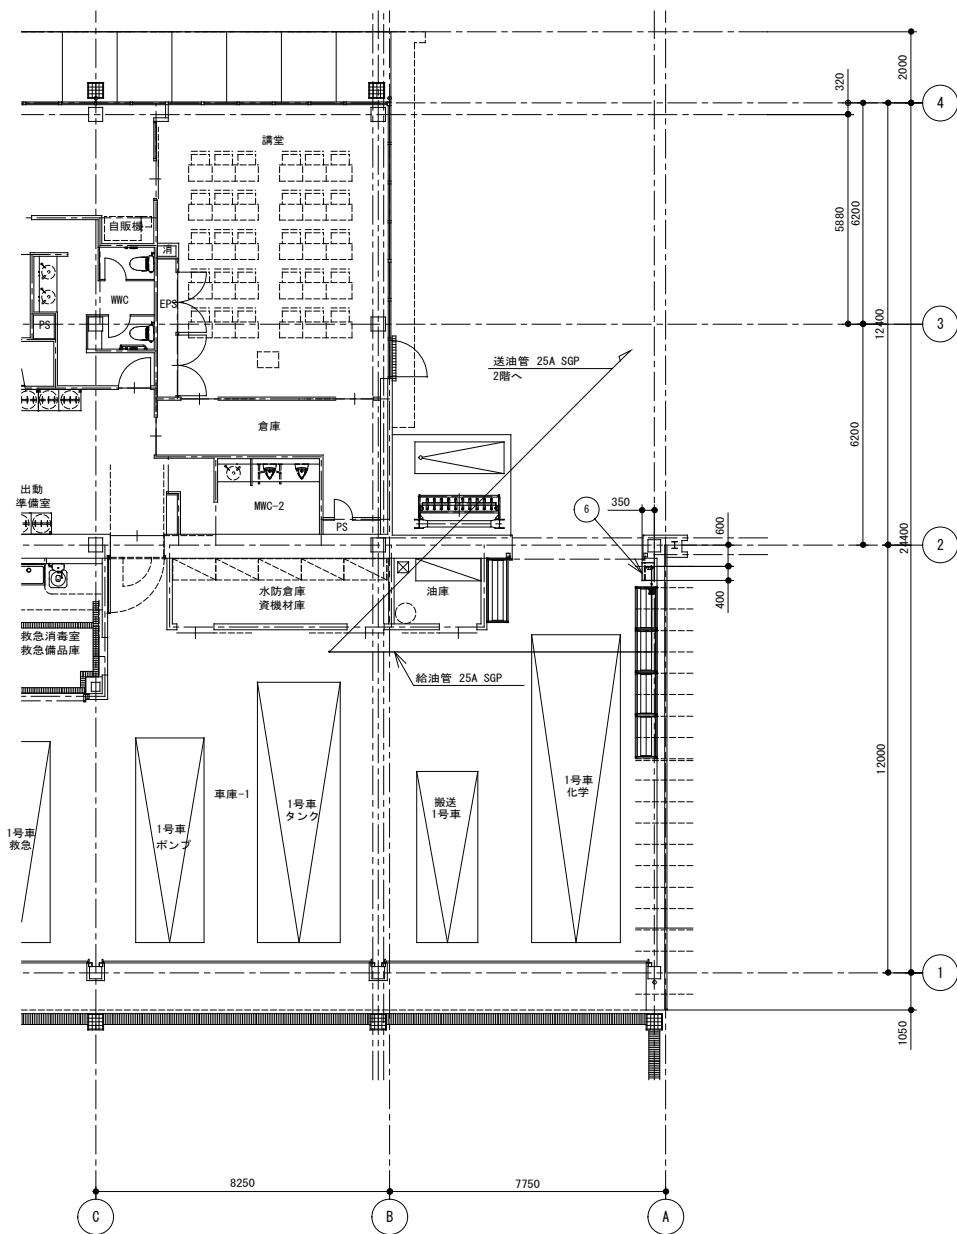 2000
320
4
講堂
6200
5880
自販機
消
WWC
EPS
PS
3
12400
送油管 25A SGP
2階へ
倉庫
6200
出動
準備室
MWC-2
PS
350
6
600
2
24400
400
水防倉庫
資機材庫
油庫
救急消毒室
救急備品庫
給油管 25A SGP
12000
1号車
化学
車庫-1
搬送
1号車
1号車
タンク
1号車
ポンプ
1号車
救急
1
1050
8250
7750
C
B
A